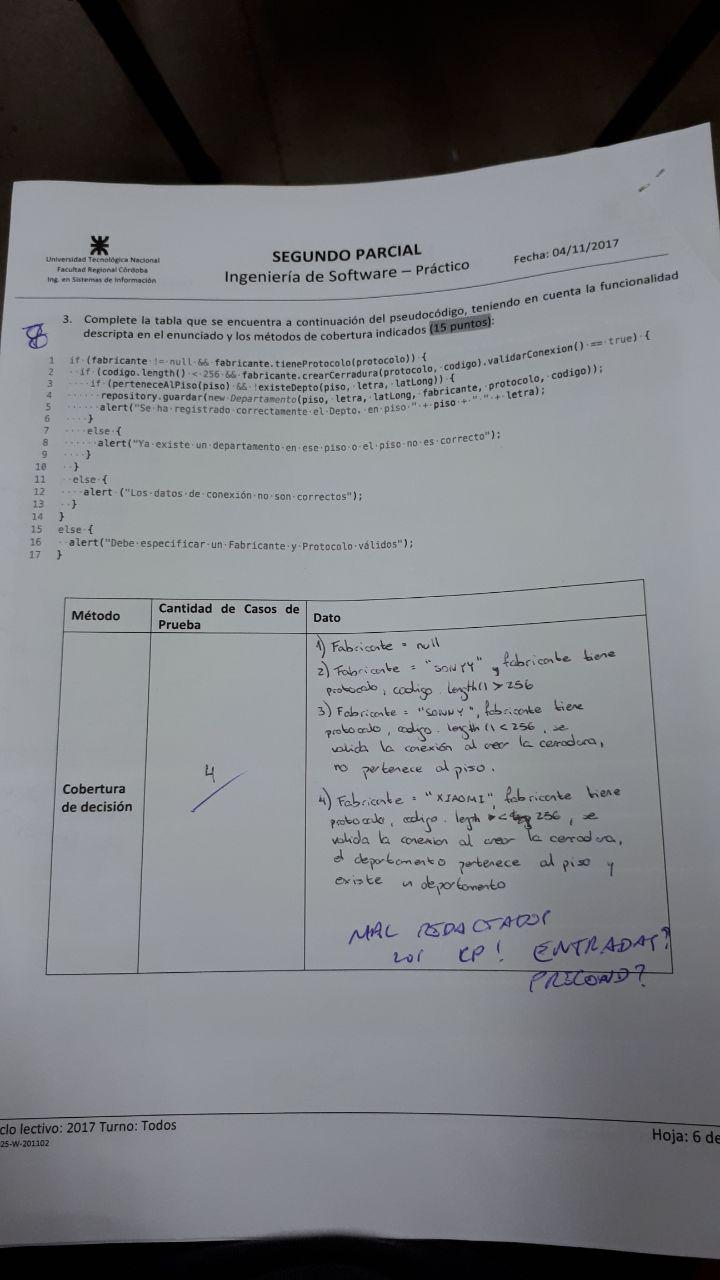 Universidad Tecnológica Nacional
Facultad Regional Córdoba
Ing. en Sistemas de Información
SEGUNDO PARCIAL
Ingeniería de Software – Práctico
Fecha: 04/11/2017
8
3. Complete la tabla que se encuentra a continuación del pseudocódigo, teniendo en cuenta la funcionalidad
descripta en el enunciado y los métodos de cobertura indicados (15 puntos):
1 if (fabricante != null && fabricante.tieneProtocolo(protocolo)) {
2 if (codigo.length() < 256 && fabricante.crearCerradura(protocolo, codigo).validarConexion() == true) {
3 if (perteneceAlPiso(piso) && !existeDepto(piso, letra, latLong)) {
4 repository.guardar(new Departamento(piso, letra, latLong, fabricante, protocolo, codigo));
5 alert("Se ha registrado correctamente el Depto. en piso " + piso + " " + letra);
6 }
7 else {
8 alert("Ya existe un departamento en ese piso o el piso no es correcto");
9 }
10 }
11 else {
12 alert ("Los datos de conexión no son correctos");
13 }
14 }
15 else {
16 alert("Debe especificar un Fabricante y Protocolo válidos");
17 }
Método
Cantidad de Casos de
Prueba
Dato
Cobertura
de decisión
4
1) Fabricante = null
2) Fabricante = "SONYY" y fabricante tiene
protocolo, codigo. length() > 256
3) Fabricante = "SONNY", fabricante tiene
protocolo, codigo. length() < 256, se
valida la conexión al crear la cerradura,
no pertenece al piso.
4) Fabricante = "XIAOMI", fabricante tiene
protocolo, codigo. legth < 256, se
valida la conexion al crear la cerradura,
el departamento pertenece al piso y
existe un departamento
MAL REDACTADOS
LOS CP! ENTRADAS?
PRECOND?
clo lectivo: 2017 Turno: Todos
25-W-201102
Hoja: 6 de